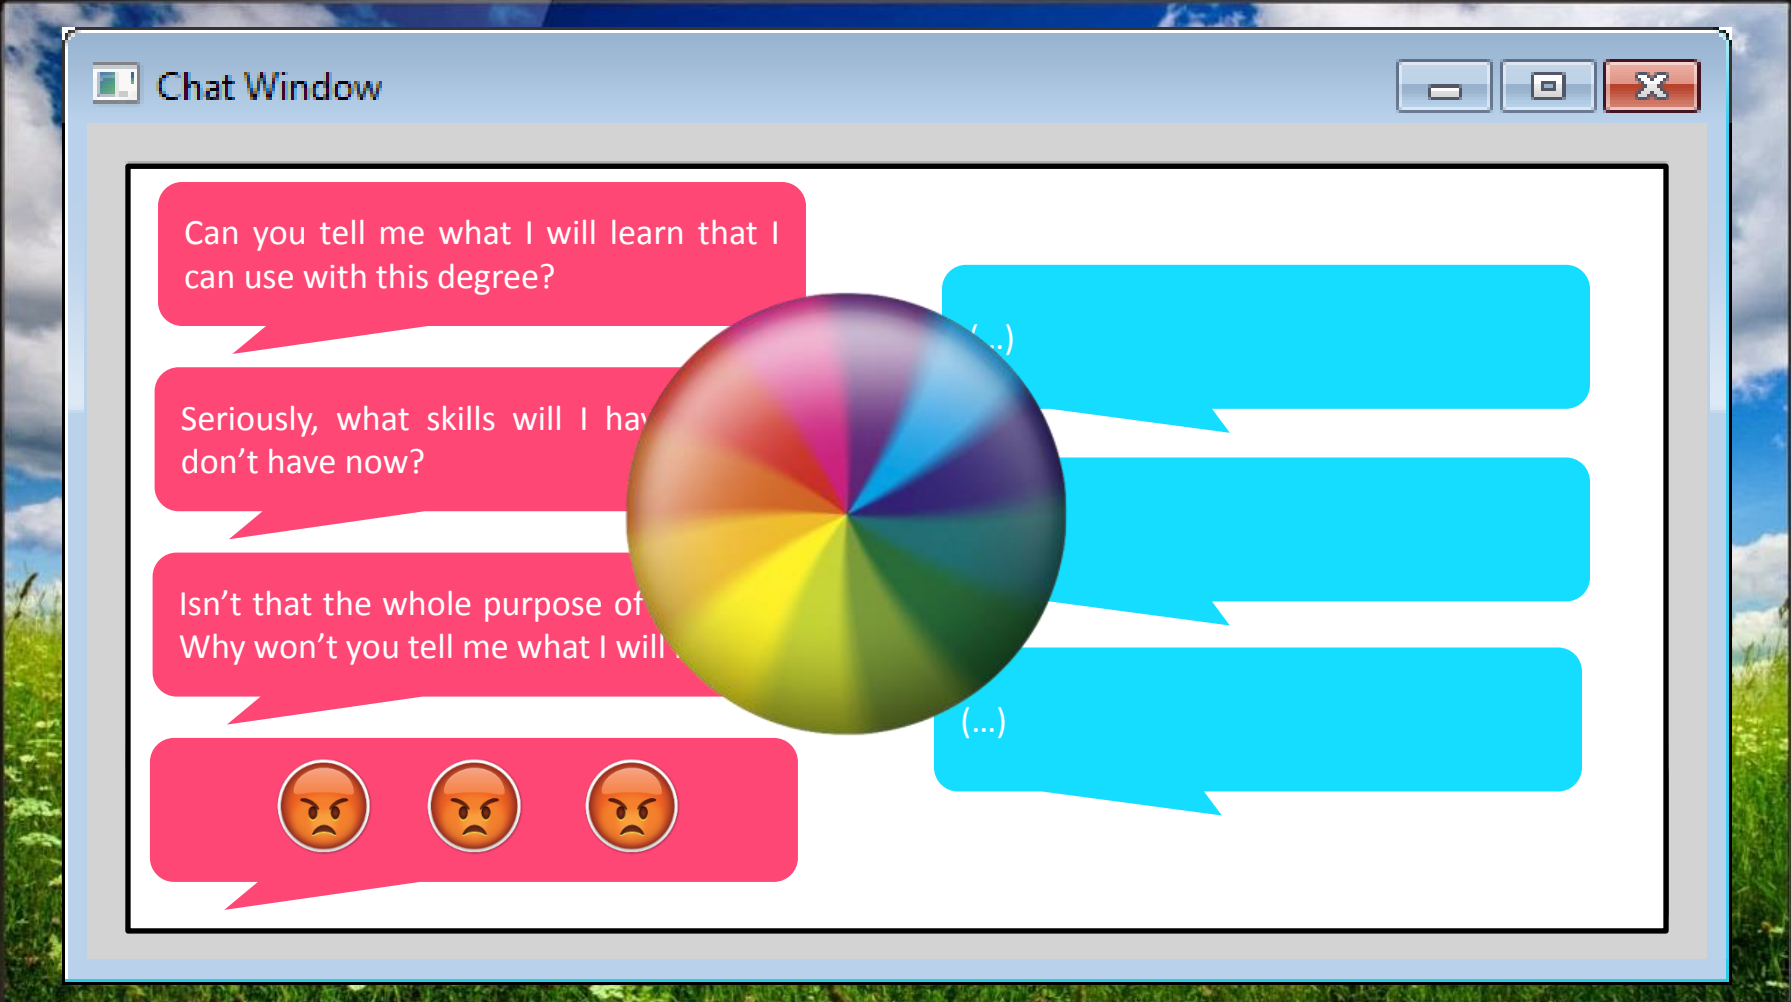 Chat Window
Can you tell me what I will learn that I
can use with this degree?
(...)
Seriously, what skills will I
don’t have now?
Isn’t that the whole purpose of
Why won’t you tell me what I will
(...)